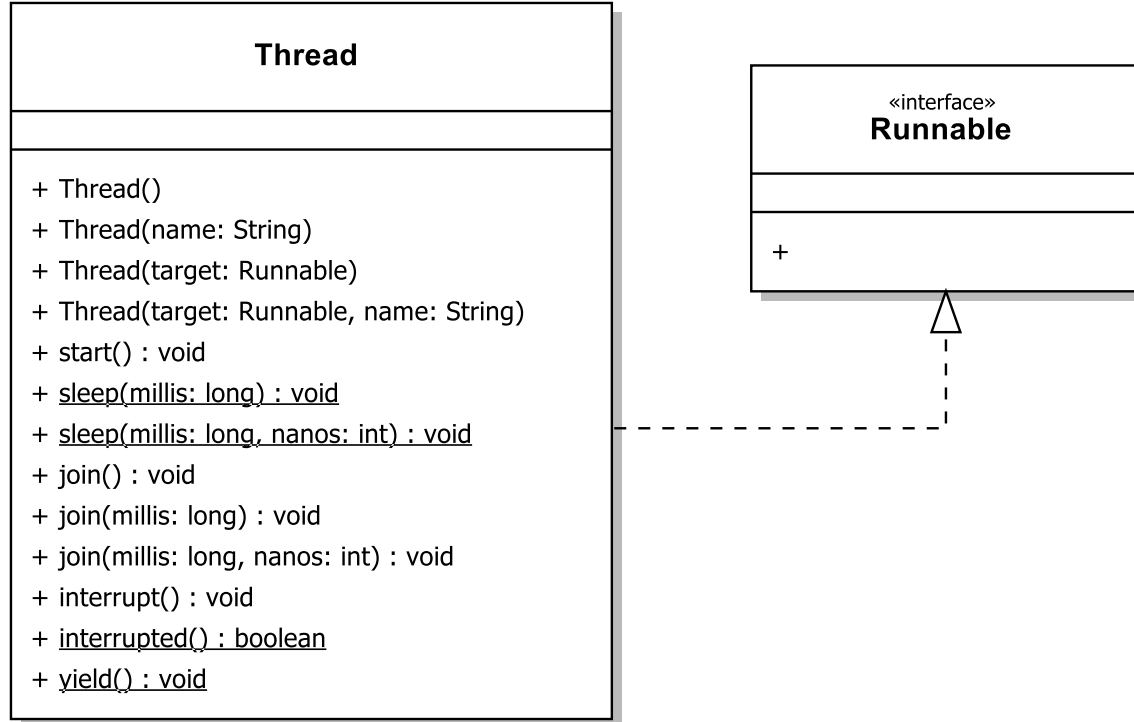 Thread
+ Thread()
+ Thread(name: String)
+ Thread(target: Runnable)
+ Thread(target: Runnable, name: String)
+ start() : void
+ sleep(millis: long) : void
+ sleep(millis: long, nanos: int) : void
+ join() : void
+ join(millis: long) : void
+ join(millis: long, nanos: int) : void
+ interrupt() : void
+ interrupted() : boolean
+ yield() : void
«interface»
Runnable
+